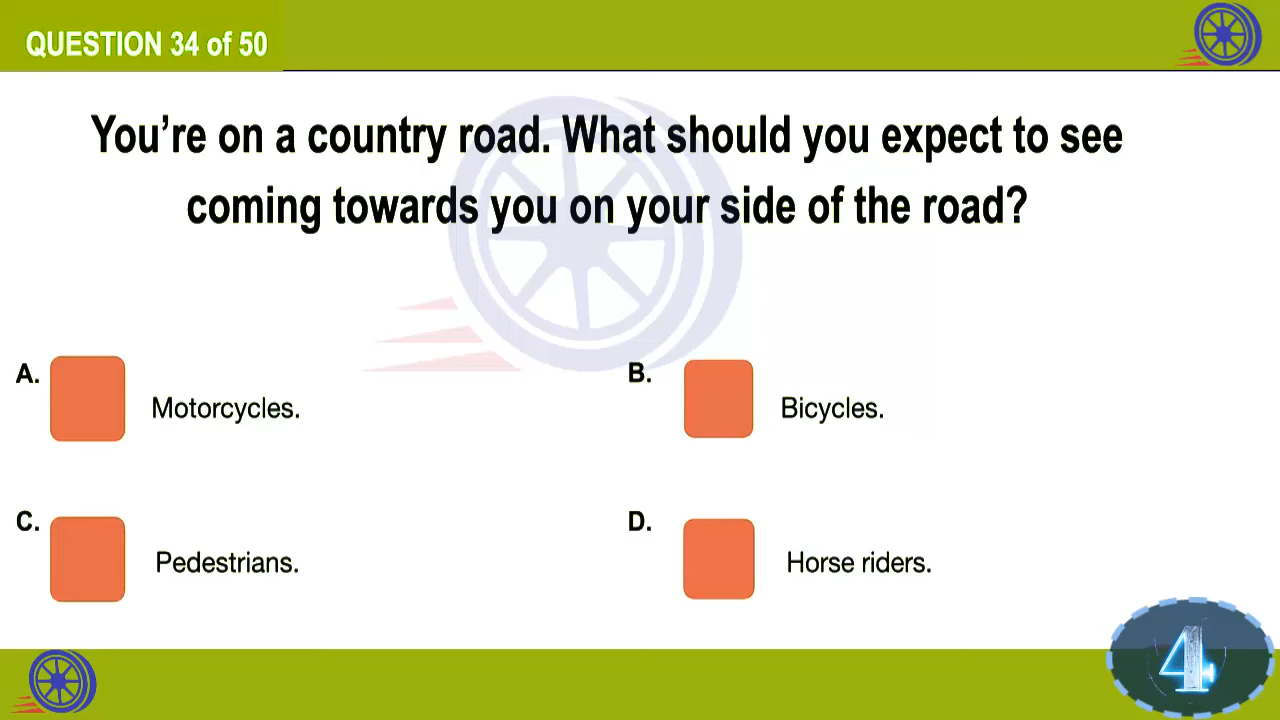 QUESTION 34 of 50
You’re on a country road. What should you expect to see
coming towards you on your side of the road?
A.
Motorcycles.
B.
Bicycles.
C.
Pedestrians.
D.
Horse riders.
4